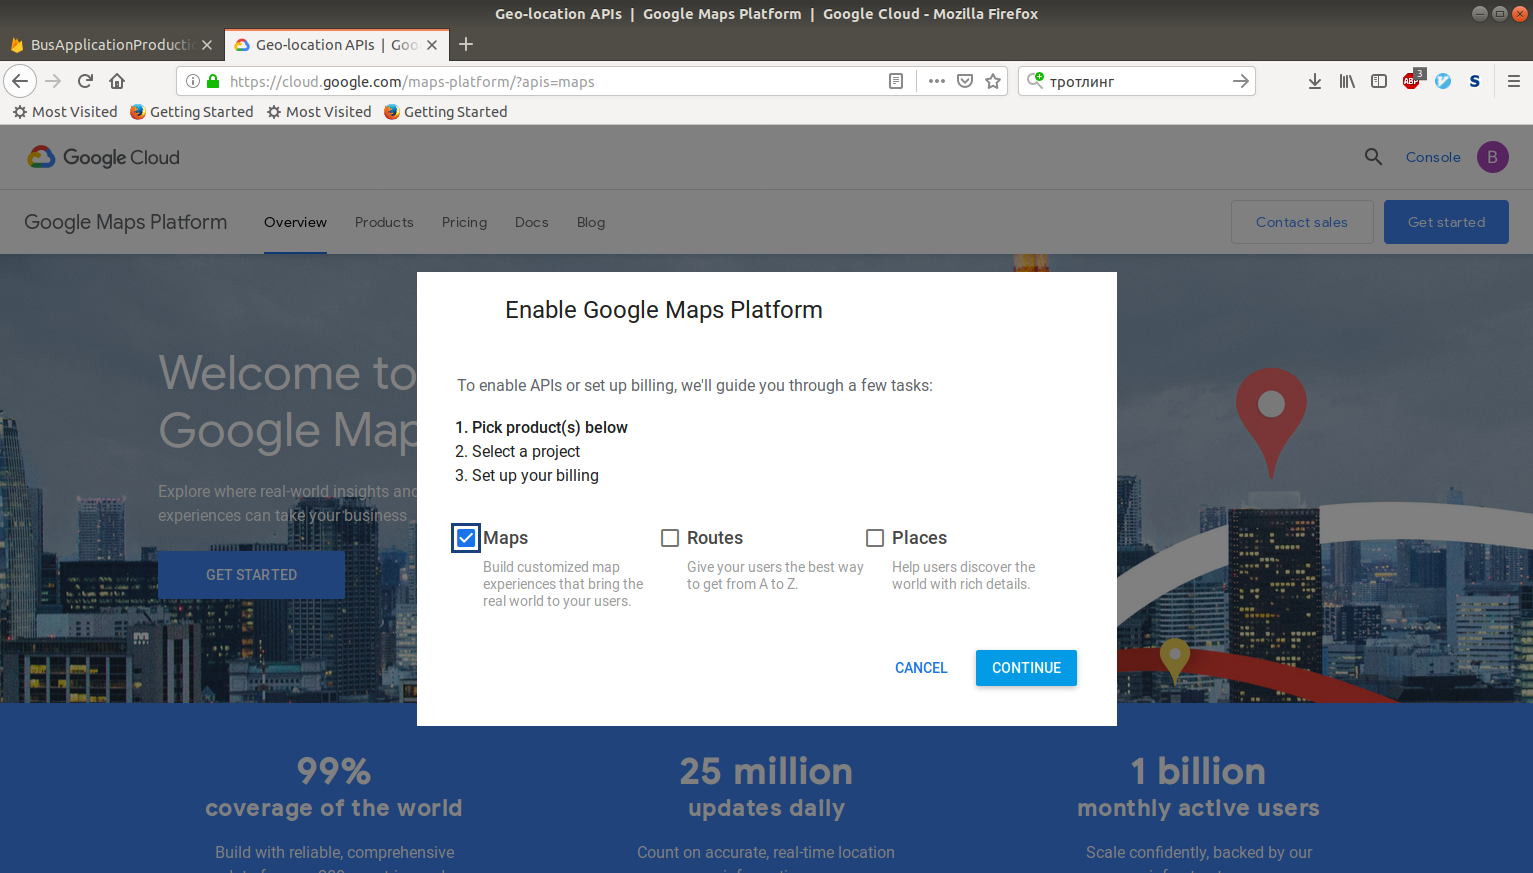 Geo-location APIs | Google Maps Platform | Google Cloud - Mozilla Firefox
BusApplicationProducti
Geo-location APIs | Goo
https://cloud.google.com/maps-platform/?apis=maps
тротлинг
ABP
3
S
Most Visited
Getting Started
Most Visited
Getting Started
Google Cloud
Console
B
Google Maps Platform
Overview
Products
Pricing
Docs
Blog
Contact sales
Get started
Welcome to
Google Map
Explore where real-world insights and
experiences can take your business
GET STARTED
Enable Google Maps Platform
To enable APIs or set up billing, we'll guide you through a few tasks:
1. Pick product(s) below
2. Select a project
3. Set up your billing
Maps
Build customized map
experiences that bring the
real world to your users.
Routes
Give your users the best way
to get from A to Z.
Places
Help users discover the
world with rich details.
CANCEL
CONTINUE
99%
coverage of the world
Build with reliable, comprehensive
25 million
updates daily
Count on accurate, real-time location
1 billion
monthly active users
Scale confidently, backed by our